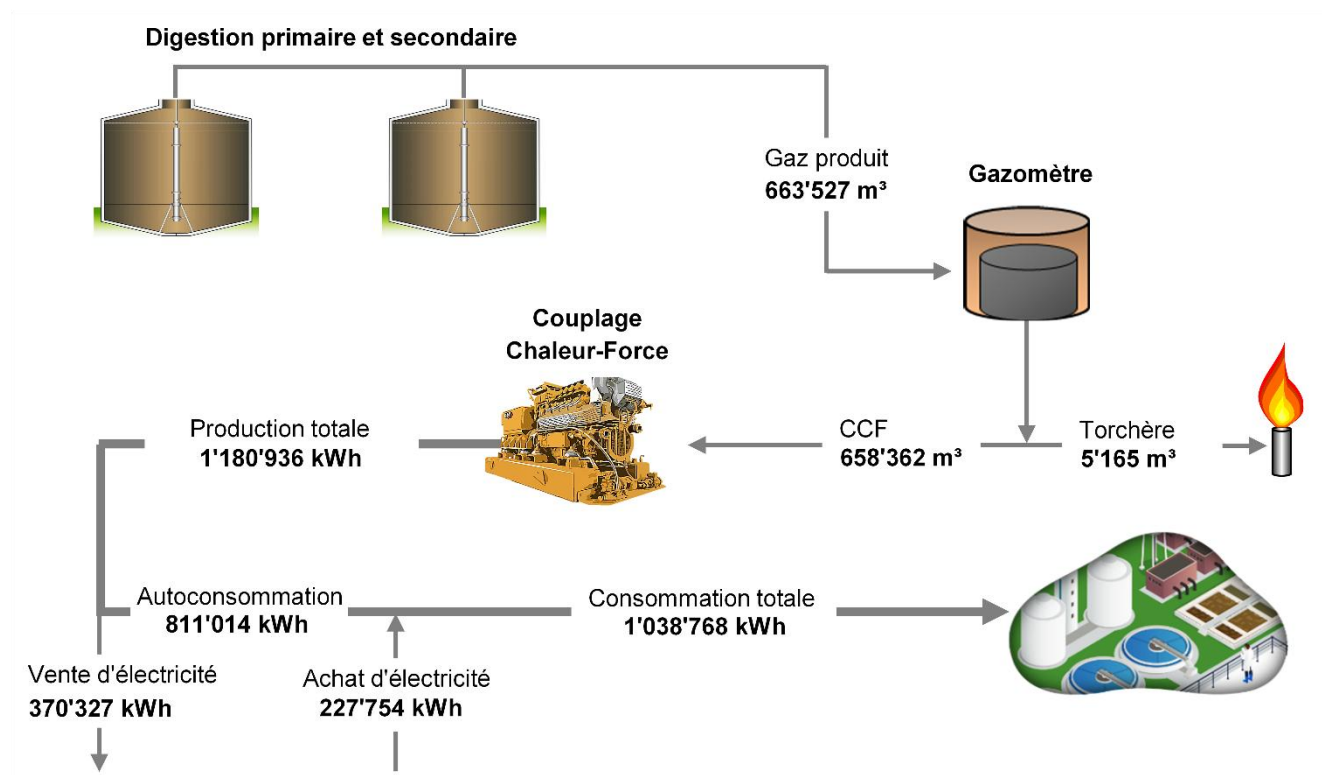 Digestion primaire et secondaire
Gaz produit
663'527 m³
Gazomètre
Couplage
Chaleur-Force
Production totale
1'180'936 kWh
CCF
658'362 m³
Torchère
5'165 m³
Autoconsommation
811'014 kWh
Consommation totale
1'038'768 kWh
Vente d'électricité
370'327 kWh
Achat d'électricité
227'754 kWh